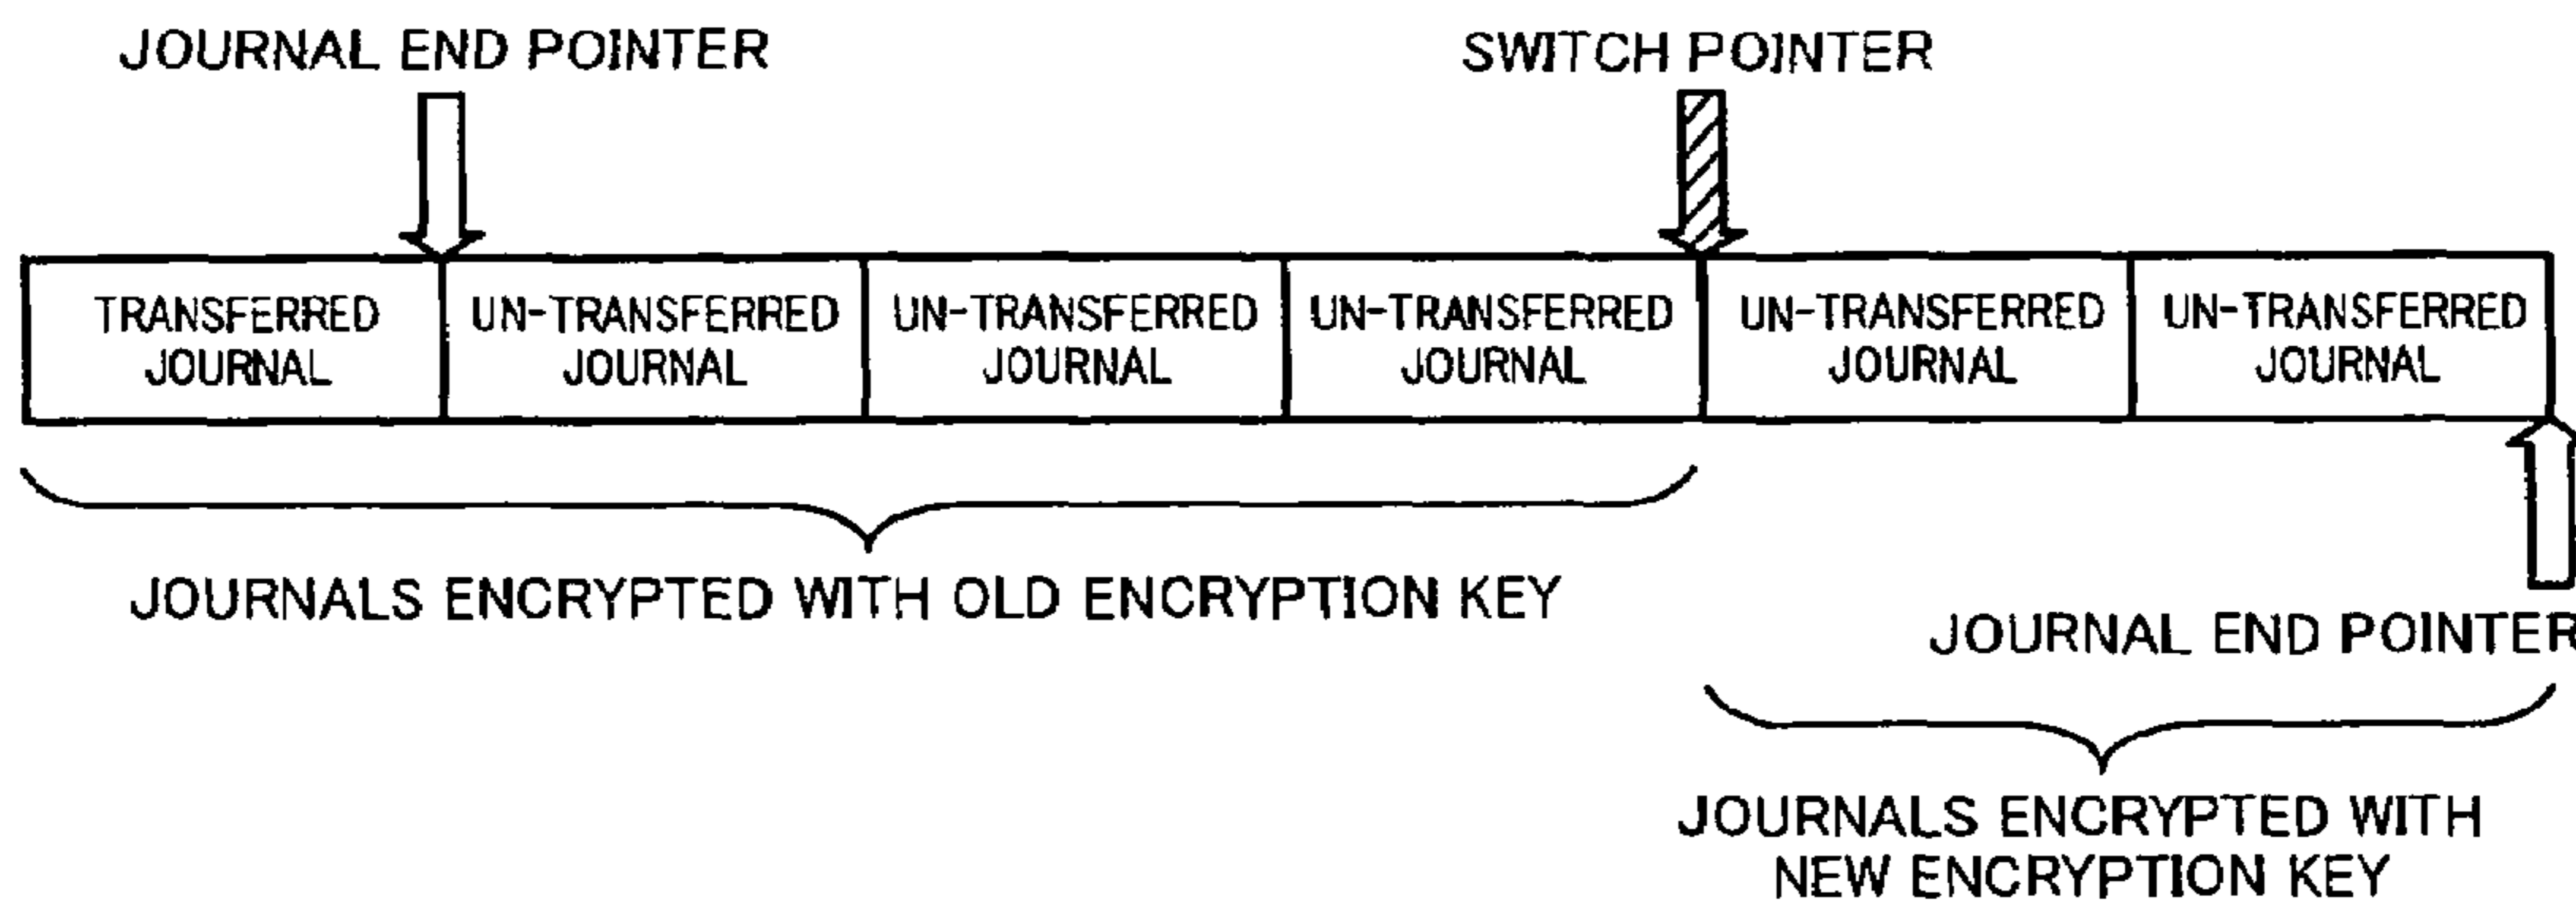 JOURNAL END POINTER
SWITCH POINTER
TRANSFERRED
JOURNAL
UN-TRANSFERRED
JOURNAL
UN-TRANSFERRED
JOURNAL
UN-TRANSFERRED
JOURNAL
UN-TRANSFERRED
JOURNAL
UN-TRANSFERRED
JOURNAL
JOURNALS ENCRYPTED WITH OLD ENCRYPTION KEY
JOURNAL END POINTER
JOURNALS ENCRYPTED WITH
NEW ENCRYPTION KEY